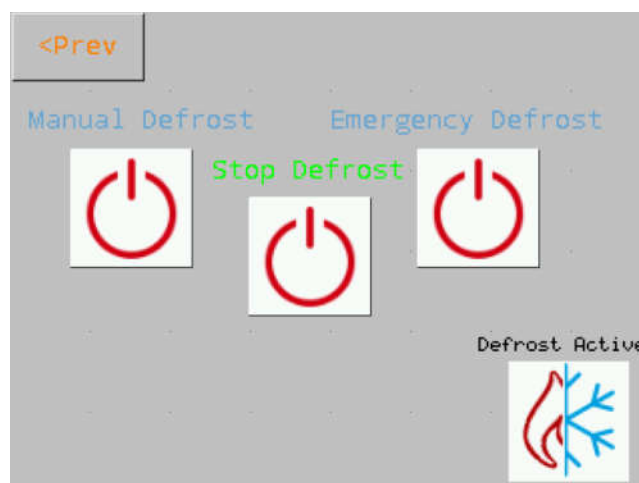 <Prev
Manual Defrost
Emergency Defrost
Stop Defrost
Defrost Active